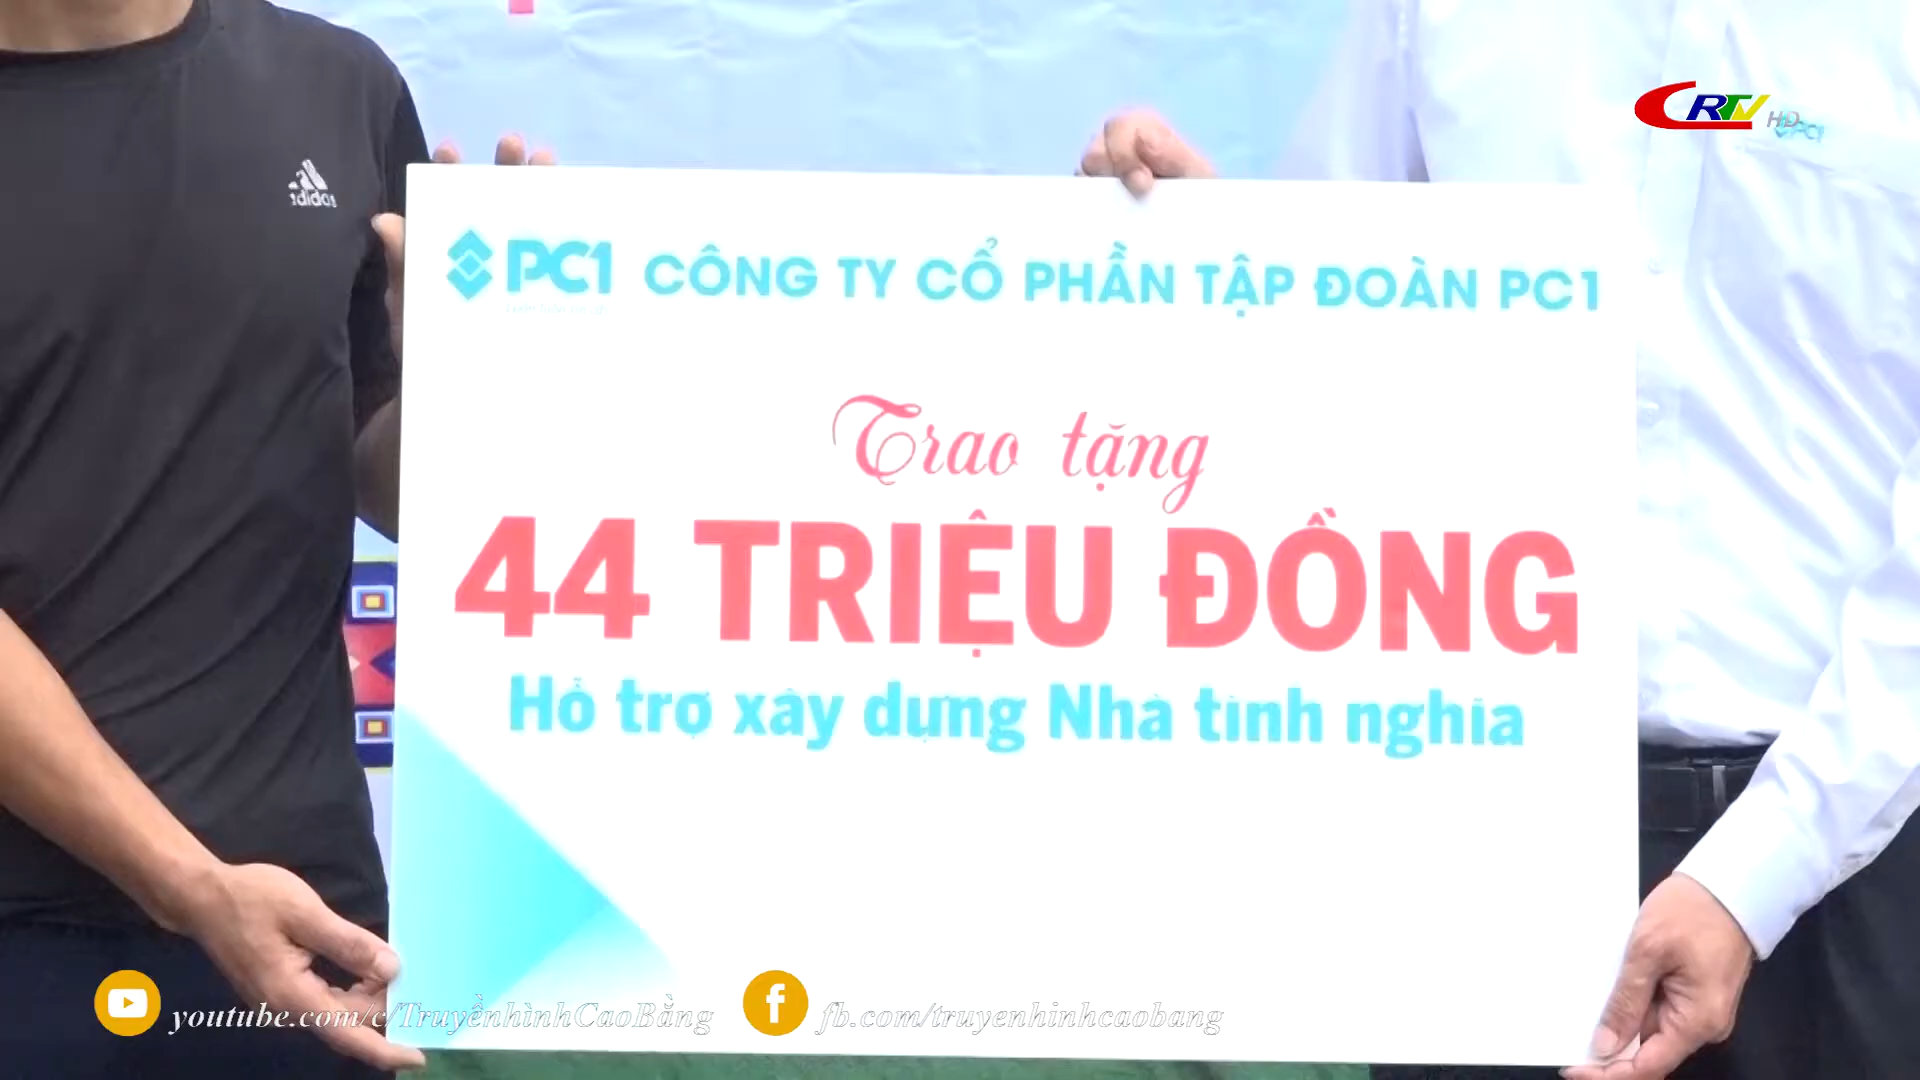 adidas
CRTV HD
PC1
PC1 CÔNG TY CỔ PHẦN TẬP ĐOÀN PC1
Trao tặng
44 TRIỆU ĐỒNG
Hỗ trợ xây dựng Nhà tình nghĩa
youtube.com/c/TruyềnhìnhCaoBằng
fb.com/truyenhinhcaobang